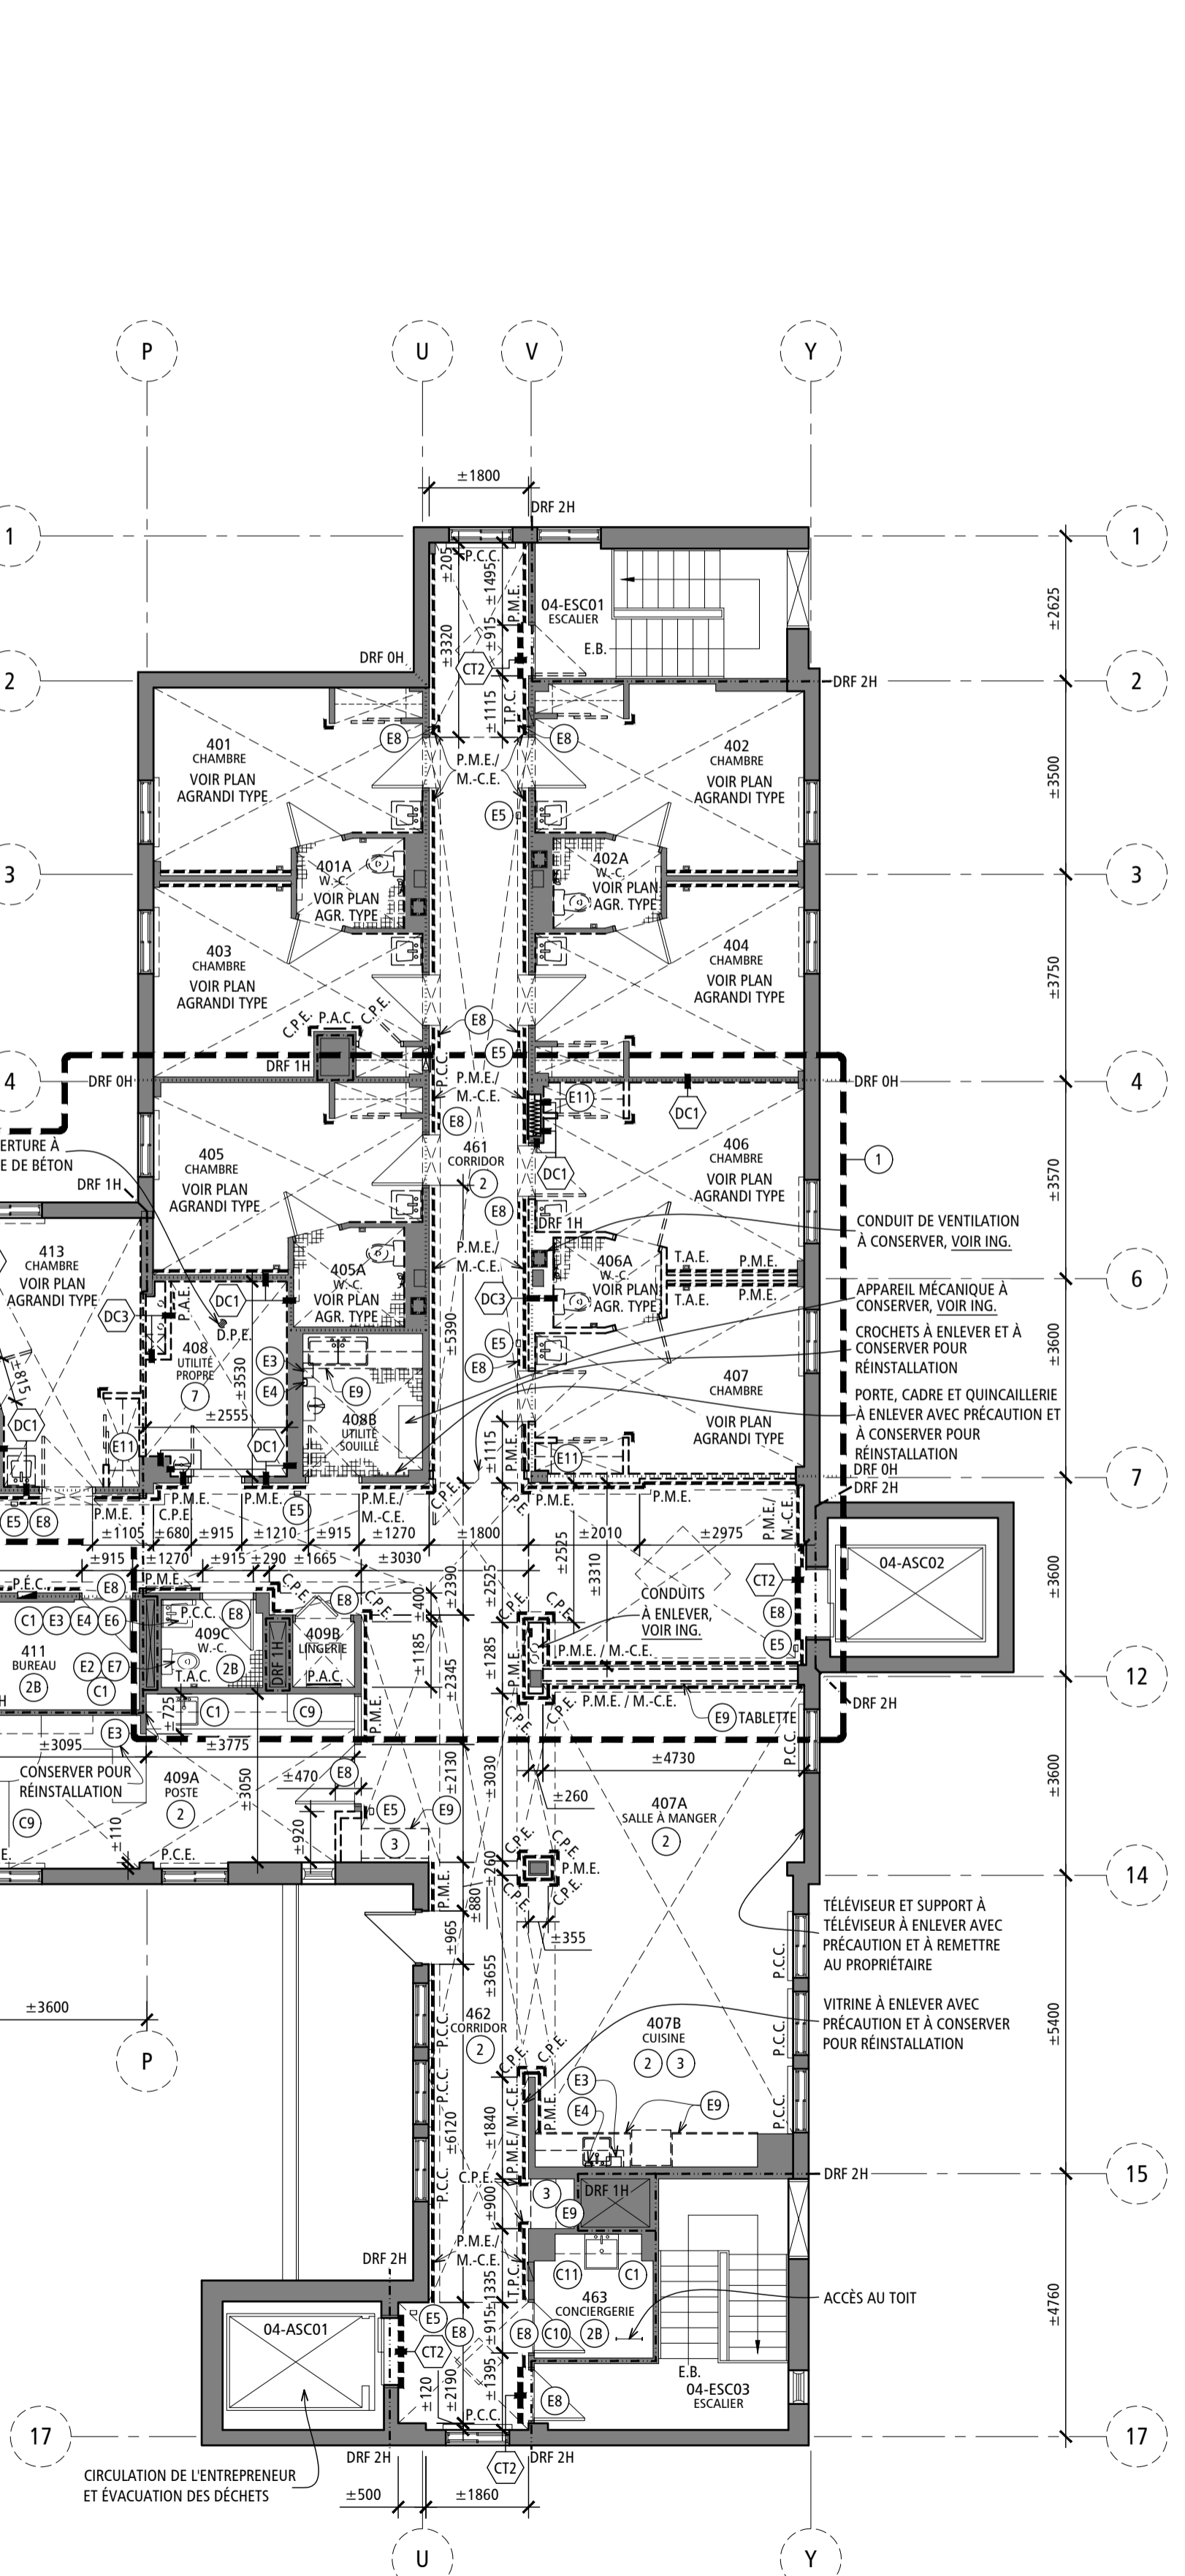 P
U
V
Y
±1800
DRF 2H
1
1
P.C.C.
±205
±1495
P.M.E.
04-ESC01
ESCALIER
±2625
±915
E.B.
±3320
DRF 0H
CT2
2
DRF 2H
2
±1115
T.P.C.
E8
E8
401
CHAMBRE
VOIR PLAN
AGRANDI TYPE
P.M.E./
M.-C.E.
402
CHAMBRE
VOIR PLAN
AGRANDI TYPE
±3500
E5
401A
W.-C.
VOIR PLAN
AGR. TYPE
402A
W.-C.
VOIR PLAN
AGR. TYPE
3
3
403
CHAMBRE
VOIR PLAN
AGRANDI TYPE
404
CHAMBRE
VOIR PLAN
AGRANDI TYPE
±3750
C.P.E.
P.A.C.
C.P.E.
E8
E5
DRF 1H
P.C.C.
4
DRF 0H
P.M.E./
M.-C.E.
DRF 0H
4
E11
DC1
E8
ERTURE À
E DE BÉTON
405
CHAMBRE
VOIR PLAN
AGRANDI TYPE
461
CORRIDOR
2
406
CHAMBRE
VOIR PLAN
AGRANDI TYPE
1
±3570
DC1
DRF 1H
E8
DRF 1H
CONDUIT DE VENTILATION
À CONSERVER, VOIR ING.
413
CHAMBRE
VOIR PLAN
AGRANDI TYPE
405A
W.-C.
VOIR PLAN
AGR. TYPE
P.M.E./
M.-C.E.
406A
W.-C.
VOIR PLAN
AGR. TYPE
T.A.E.
P.M.E.
T.A.E.
P.M.E.
6
DC3
P.A.E.
DC1
DC3
D.P.E.
APPAREIL MÉCANIQUE À
CONSERVER, VOIR ING.
408
UTILITÉ
PROPRE
7
±3530
±5390
E5
E8
CROCHETS À ENLEVER ET À
CONSERVER POUR
RÉINSTALLATION
±3600
E3
E4
E9
±815
407
CHAMBRE
VOIR PLAN
AGRANDI TYPE
PORTE, CADRE ET QUINCAILLERIE
À ENLEVER AVEC PRÉCAUTION ET
À CONSERVER POUR
RÉINSTALLATION
±2555
408B
UTILITÉ
SOUILLÉ
DC1
E11
DC1
±1115
P.M.E.
E11
DRF 0H
7
DRF 2H
P.M.E.
P.M.E.
C.P.E.
P.M.E.
E5
P.M.E./
M.-C.E.
C.P.E.
C.P.E.
P.M.E.
P.M.E.
P.M.E./
M.-C.E.
E5
E8
±1105
±680
±915
±1210
±915
±1270
±1800
±2010
±2975
±2525
±3310
±915
±1270
±915
±290
±1665
±3030
04-ASC02
±3600
P.É.C.
E8
P.M.E.
C.P.E.
E8
C.P.E.
±400
±2390
±2525
CT2
CONDUITS
À ENLEVER,
VOIR ING.
C1
E3
E4
E6
P.C.C.
E8
C.P.E.
C.P.E.
E8
E5
411
BUREAU
2B
409C
W.-C.
409B
LINGERIE
E2
E7
C1
T.A.C.
2B
DRF 1H
P.A.C.
±1185
±2345
±1285
P.M.E.
P.M.E. / M.-C.E.
12
P.M.E. / M.-C.E.
DRF 2H
±725
C1
C9
P.M.E.
C.P.E.
C.P.E.
E9
TABLETTE
E3
P.C.C.
±3095
±3775
±4730
CONSERVER POUR
RÉINSTALLATION
409A
POSTE
2
±3050
±470
E8
±2130
±3030
±260
±3600
407A
SALLE À MANGER
2
E5
E9
C9
±110
±920
3
C.P.E.
C.P.E.
P.C.E.
E.
P.M.E.
±260
P.M.E.
14
±880
C.P.E.
C.P.E.
TÉLÉVISEUR ET SUPPORT À
TÉLÉVISEUR À ENLEVER AVEC
PRÉCAUTION ET À REMETTRE
AU PROPRIÉTAIRE
±965
±355
P.C.C.
±3655
±3600
462
CORRIDOR
2
VITRINE À ENLEVER AVEC
PRÉCAUTION ET À CONSERVER
POUR RÉINSTALLATION
±5400
407B
CUISINE
2
3
P
P.C.C.
P.C.C.
C.P.E.
C.P.E.
P.C.C.
E3
E4
E9
P.C.C.
P.M.E.
±6120
±1840
P.M.E./ M.-C.E.
P.C.C.
C.P.E.
DRF 2H
15
DRF 1H
3
E9
±900
P.M.E./
M.-C.E.
DRF 2H
C11
C1
±1335
T.P.C.
463
CONCIERGERIE
ACCÈS AU TOIT
±4760
04-ASC01
E5
E8
±915
E8
C10
2B
CT2
E.B.
04-ESC03
ESCALIER
±120
±2190
±1395
E8
P.C.C.
17
17
DRF 2H
DRF 2H
CT2
CIRCULATION DE L'ENTREPRENEUR
ET ÉVACUATION DES DÉCHETS
±500
±1860
U
Y